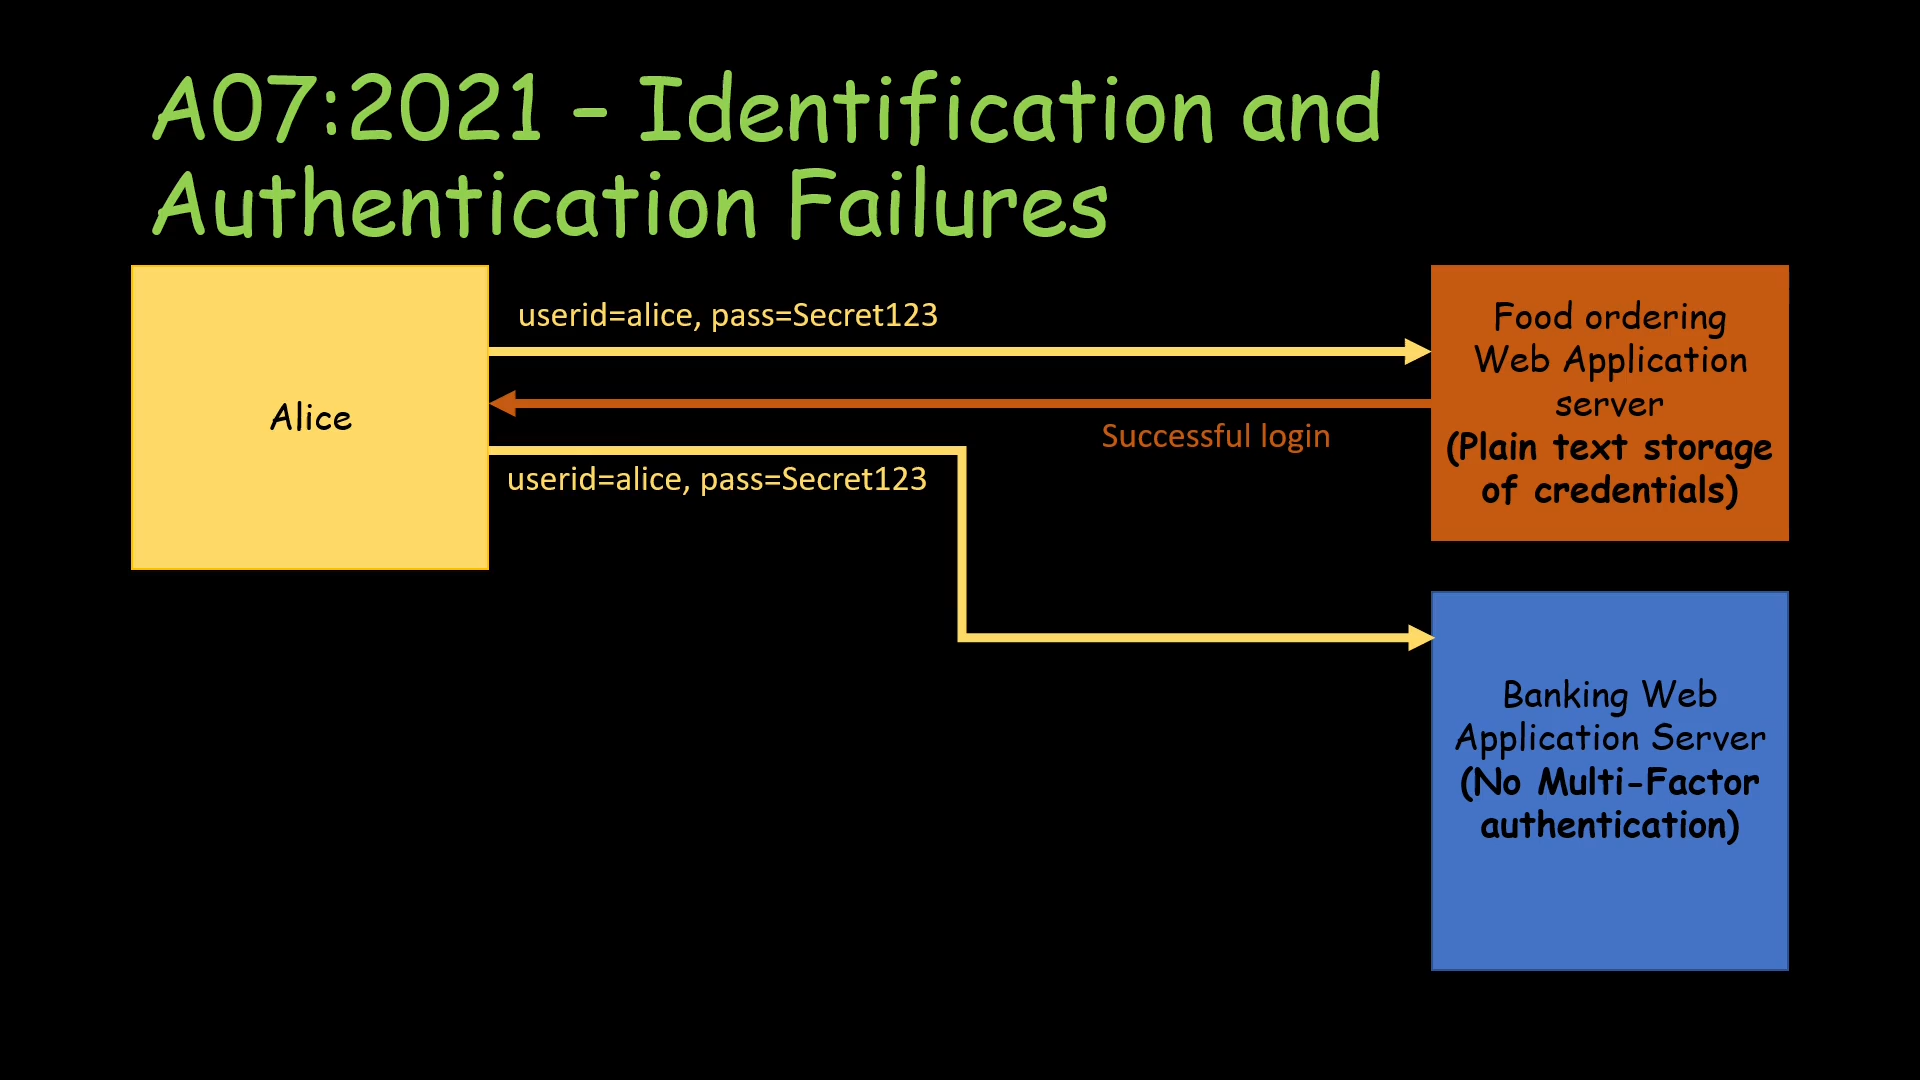 A07:2021 – Identification and
Authentication Failures
Alice
userid=alice, pass=Secret123
Successful login
userid=alice, pass=Secret123
Food ordering
Web Application
server
(Plain text storage
of credentials)
Banking Web
Application Server
(No Multi-Factor
authentication)